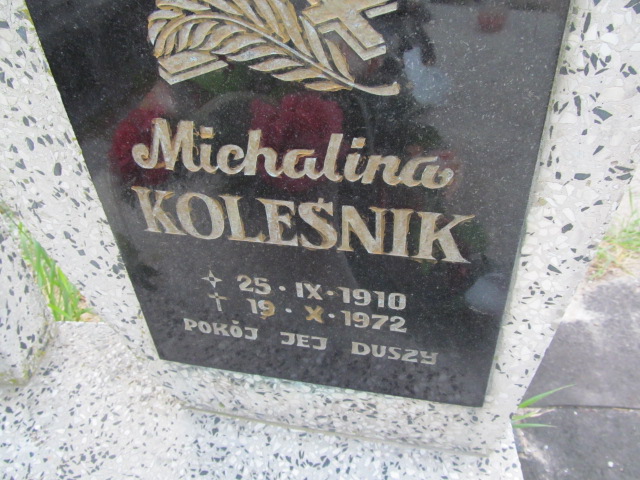 Michalina
KOLEŚNIK
✧ 25·IX·1910
† 19·X·1972
POKÓJ JEJ DUSZY